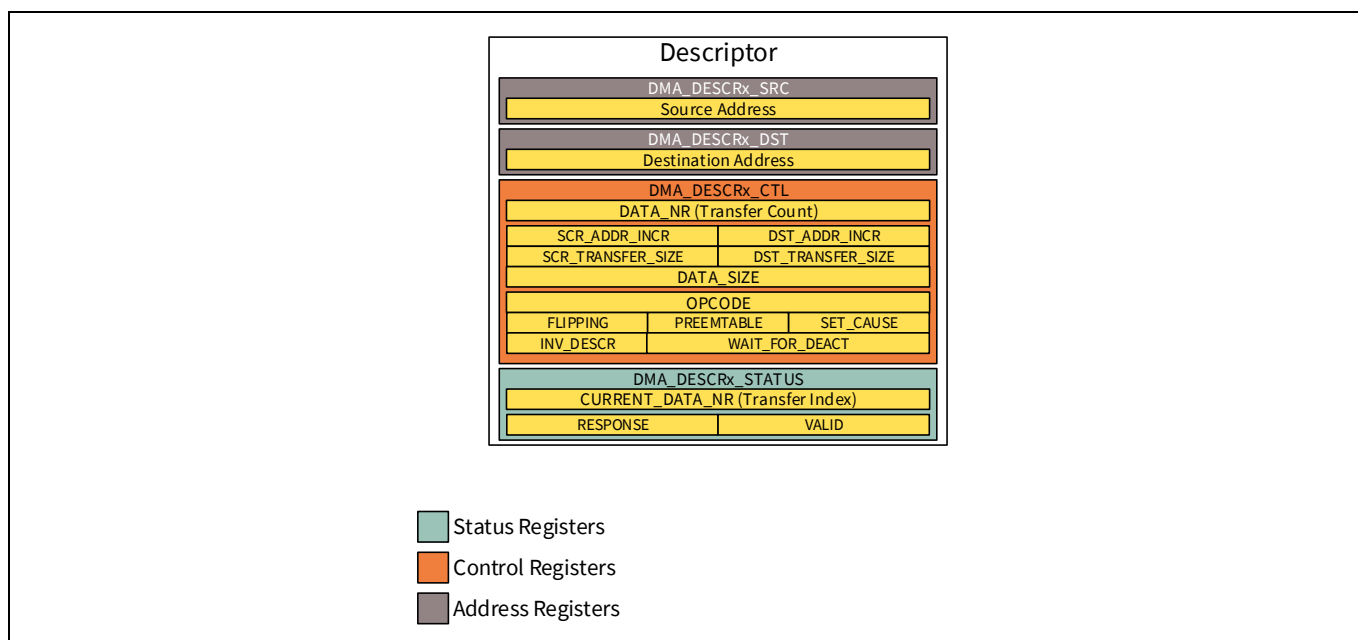 Descriptor
DMA_DESCRx_SRC
Source Address
DMA_DESCRx_DST
Destination Address
DMA_DESCRx_CTL
DATA_NR (Transfer Count)
SCR_ADDR_INCR DST_ADDR_INCR
SCR_TRANSFER_SIZE DST_TRANSFER_SIZE
DATA_SIZE
OPCODE
FLIPPING PREEMTABLE SET_CAUSE
INV_DESCR WAIT_FOR_DEACT
DMA_DESCRx_STATUS
CURRENT_DATA_NR (Transfer Index)
RESPONSE VALID
Status Registers
Control Registers
Address Registers